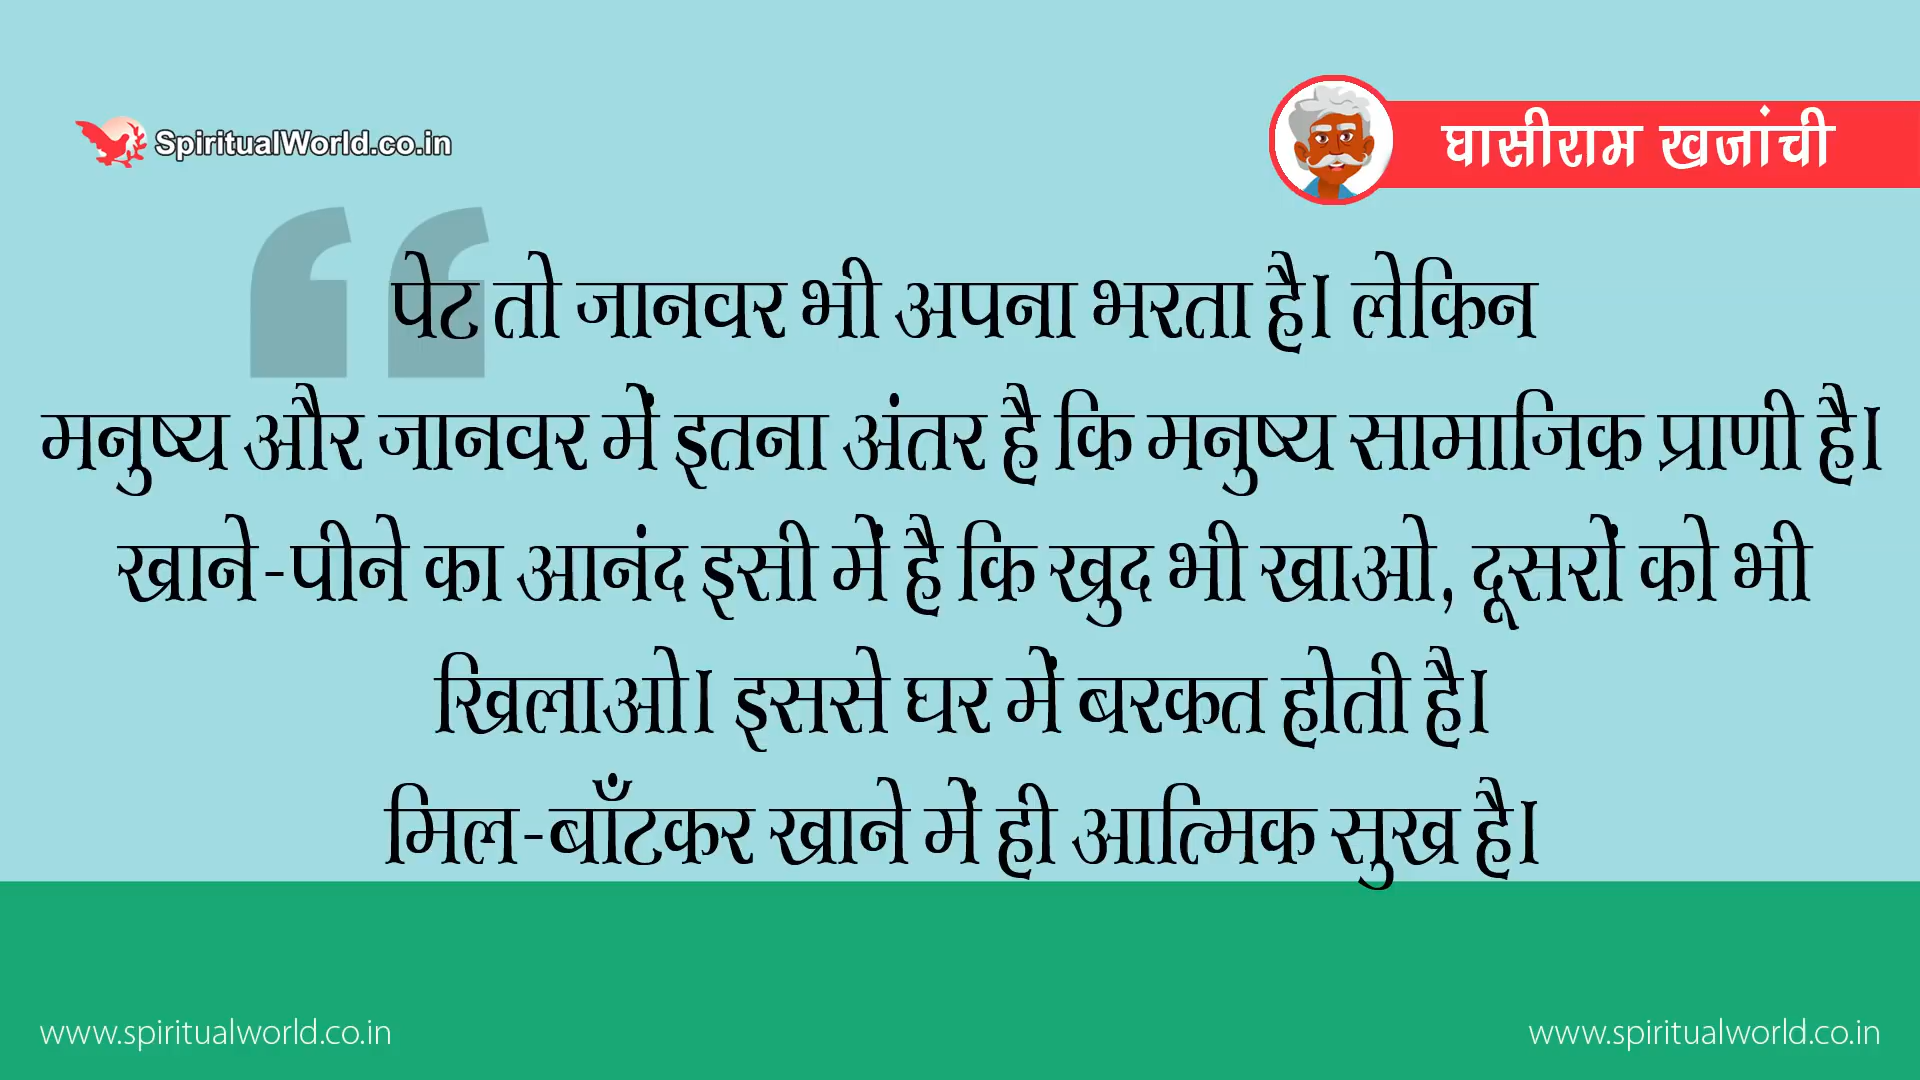 SpiritualWorld.co.in
घासीराम खजांची
पेट तो जानवर भी अपना भरता है। लेकिन
मनुष्य और जानवर में इतना अंतर है कि मनुष्य सामाजिक प्राणी है।
खाने-पीने का आनंद इसी में है कि खुद भी खाओ, दूसरों को भी
खिलाओ। इससे घर में बरकत होती है।
मिल-बाँटकर खाने में ही आत्मिक सुख है।
www.spiritualworld.co.in
www.spiritualworld.co.in